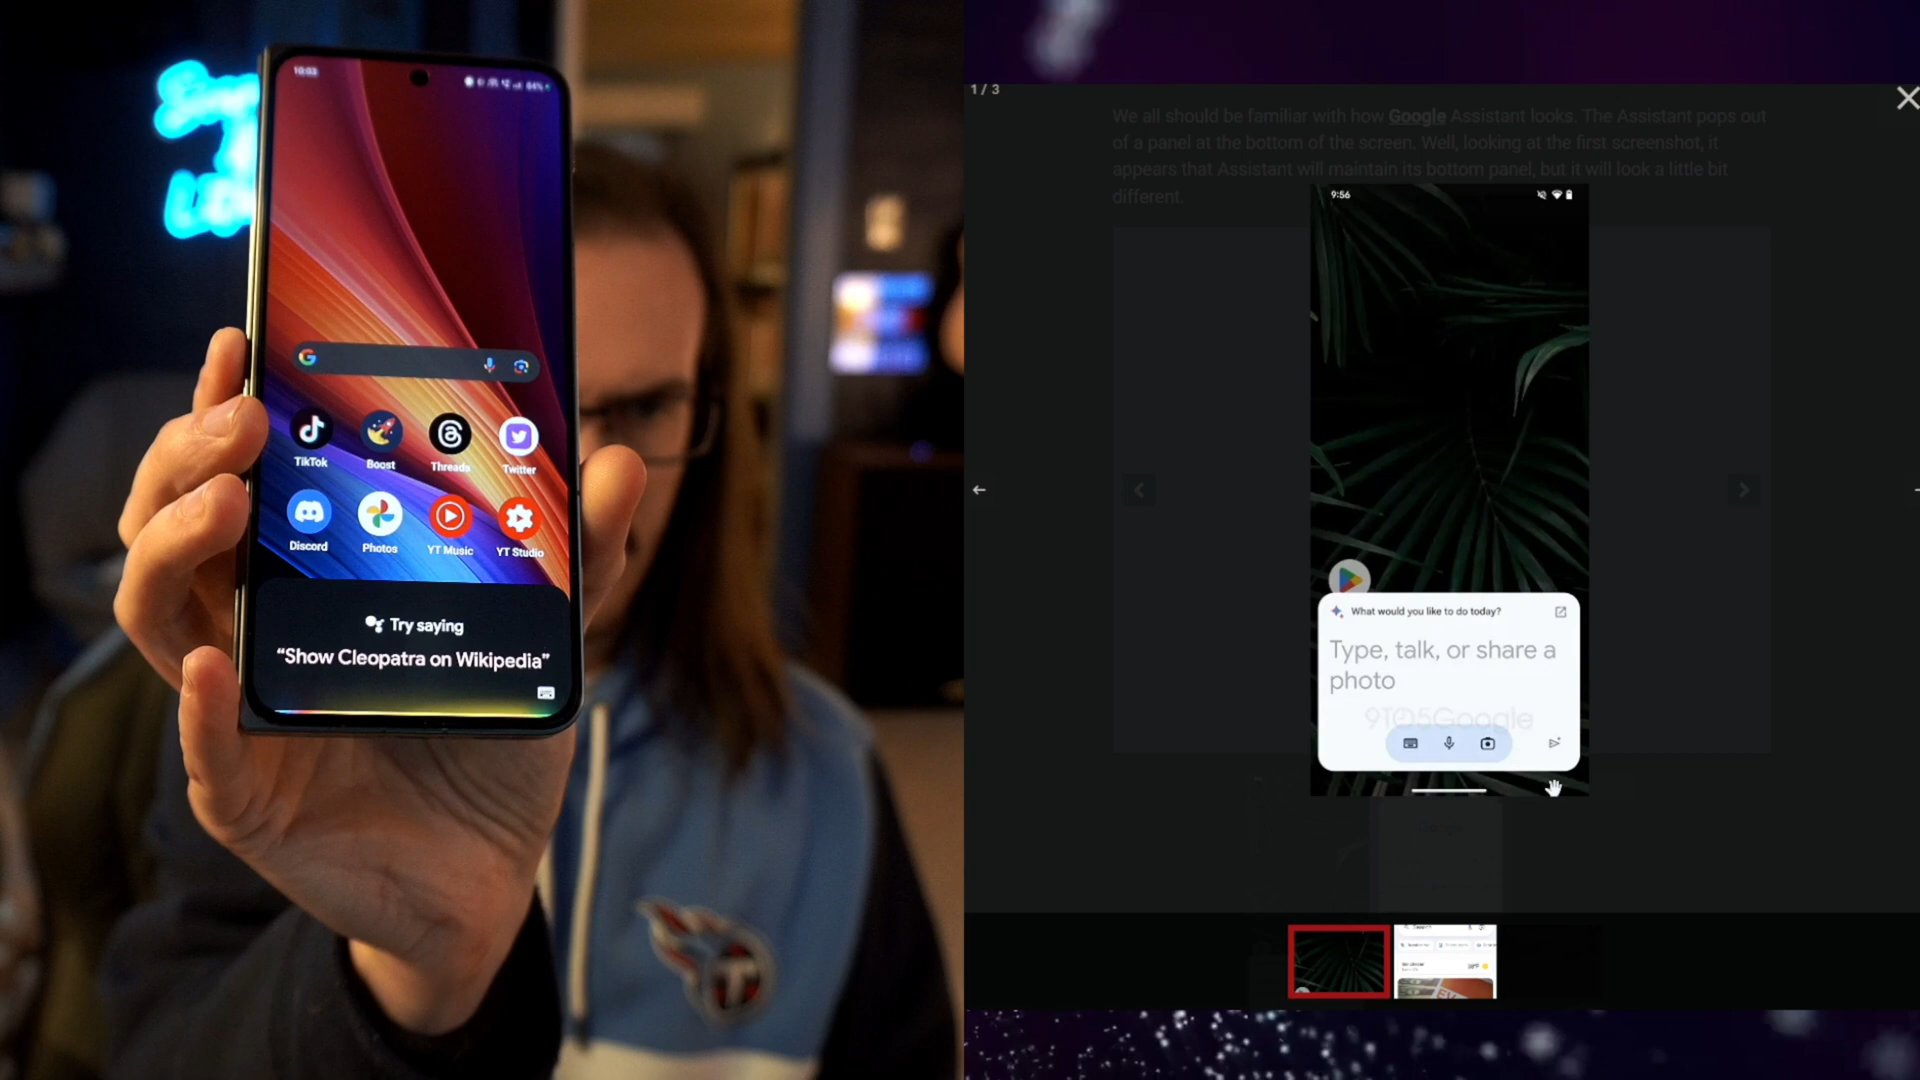 10:03
84%
TikTok
Boost
Threads
Twitter
Discord
Photos
YT Music
YT Studio
Try saying
“Show Cleopatra on Wikipedia”
1 / 3
We all should be familiar with how Google Assistant looks. The Assistant pops out
of a panel at the bottom of the screen. Well, looking at the first screenshot, it
appears that Assistant will maintain its bottom panel, but it will look a little bit
different.
9:56
What would you like to do today?
Type, talk, or share a
photo
9TO5Google